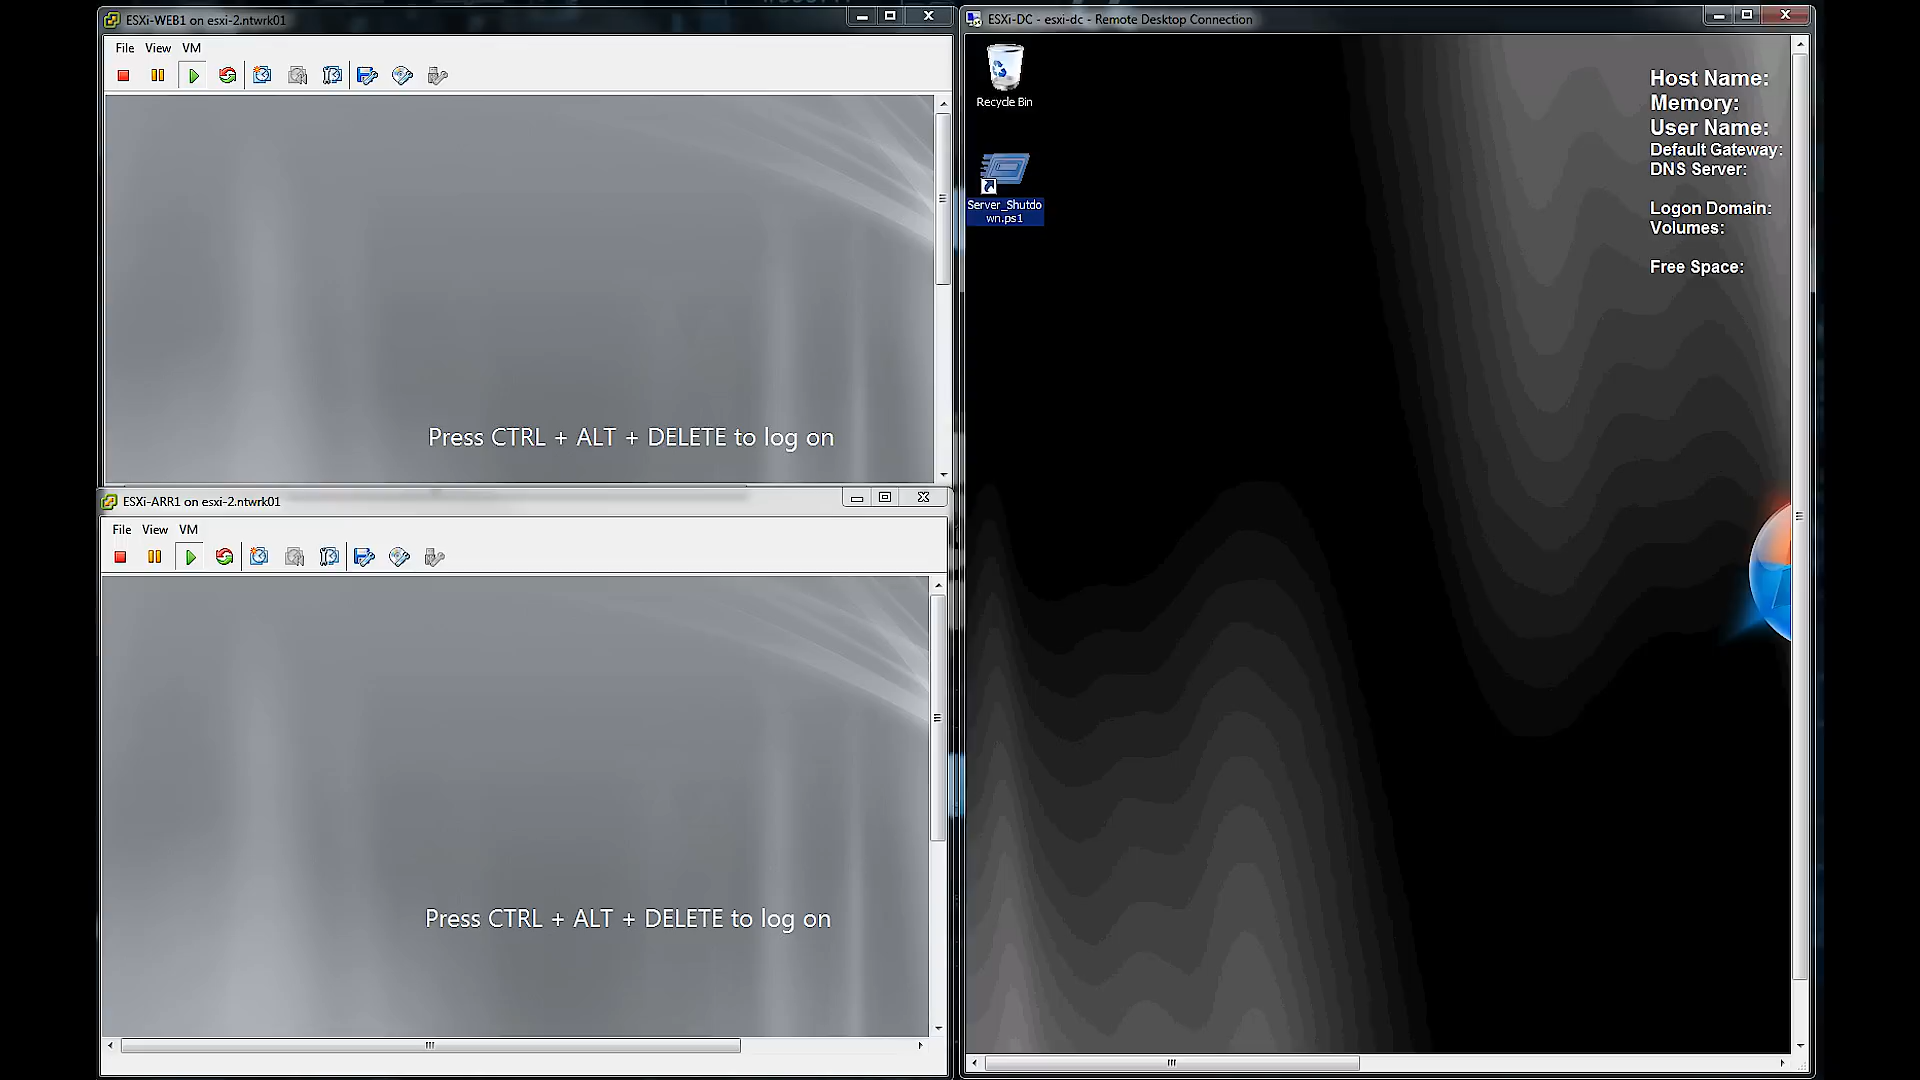 ESXi-WEB1 on esxi-2.ntwrk01
File View VM
Press CTRL + ALT + DELETE to log on
ESXi-ARR1 on esxi-2.ntwrk01
File View VM
Press CTRL + ALT + DELETE to log on
ESXi-DC - esxi-dc - Remote Desktop Connection
Recycle Bin
Server_Shutdo
wn.ps1
Host Name:
Memory:
User Name:
Default Gateway:
DNS Server:
Logon Domain:
Volumes:
Free Space: